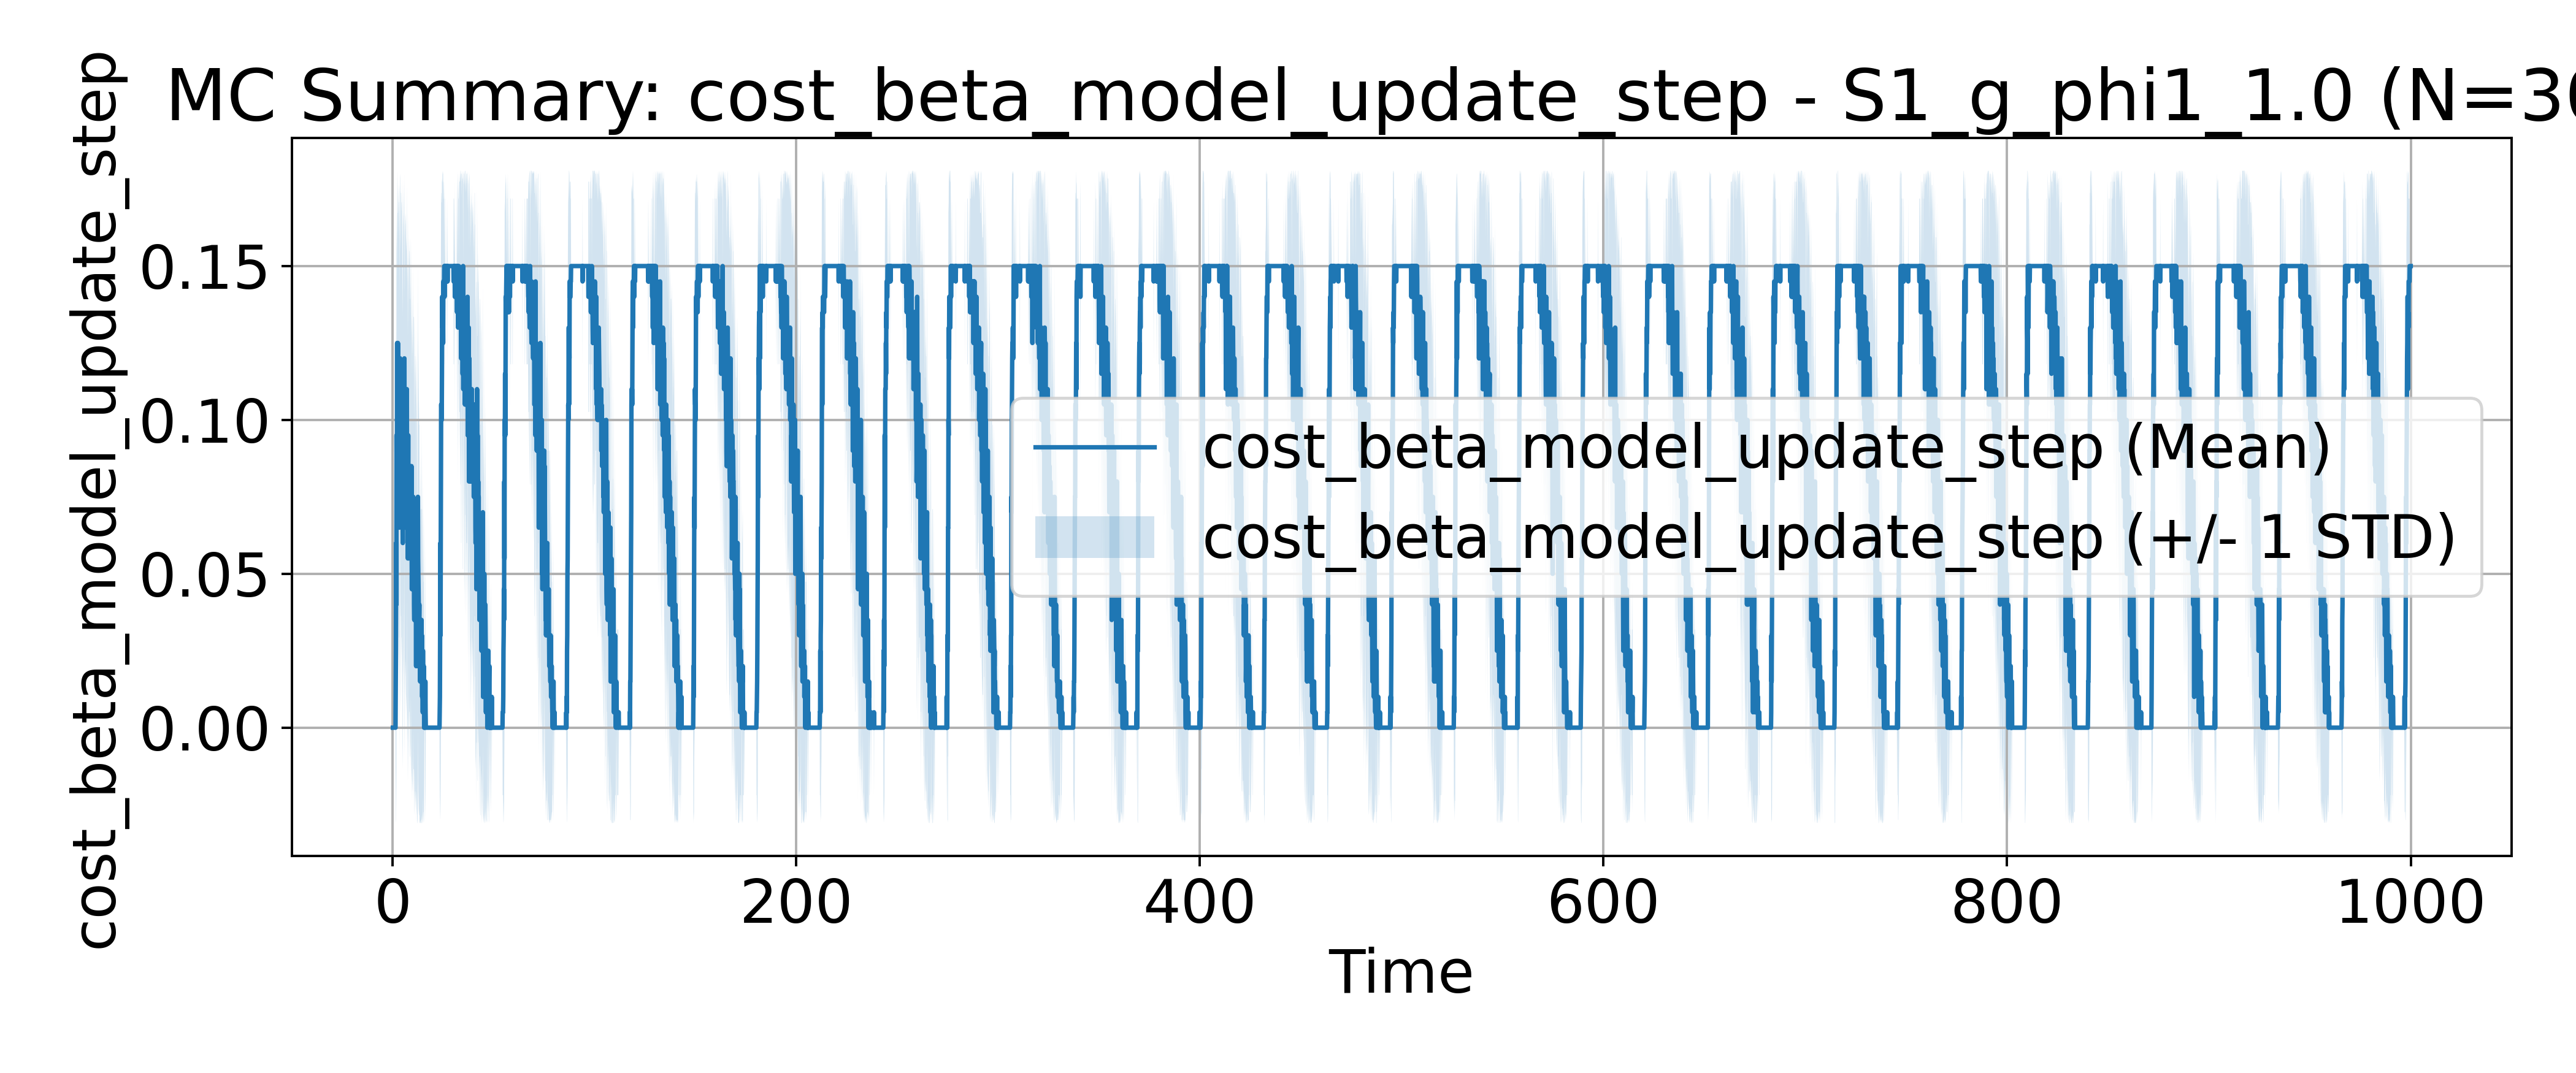 MC Summary: cost_beta_model_update_step - S1_g_phi1_1.0 (N=30
cost_beta_model_update_step
0.15
0.10
0.05
0.00
cost_beta_model_update_step (Mean)
cost_beta_model_update_step (+/- 1 STD)
0 200 400 600 800 1000
Time